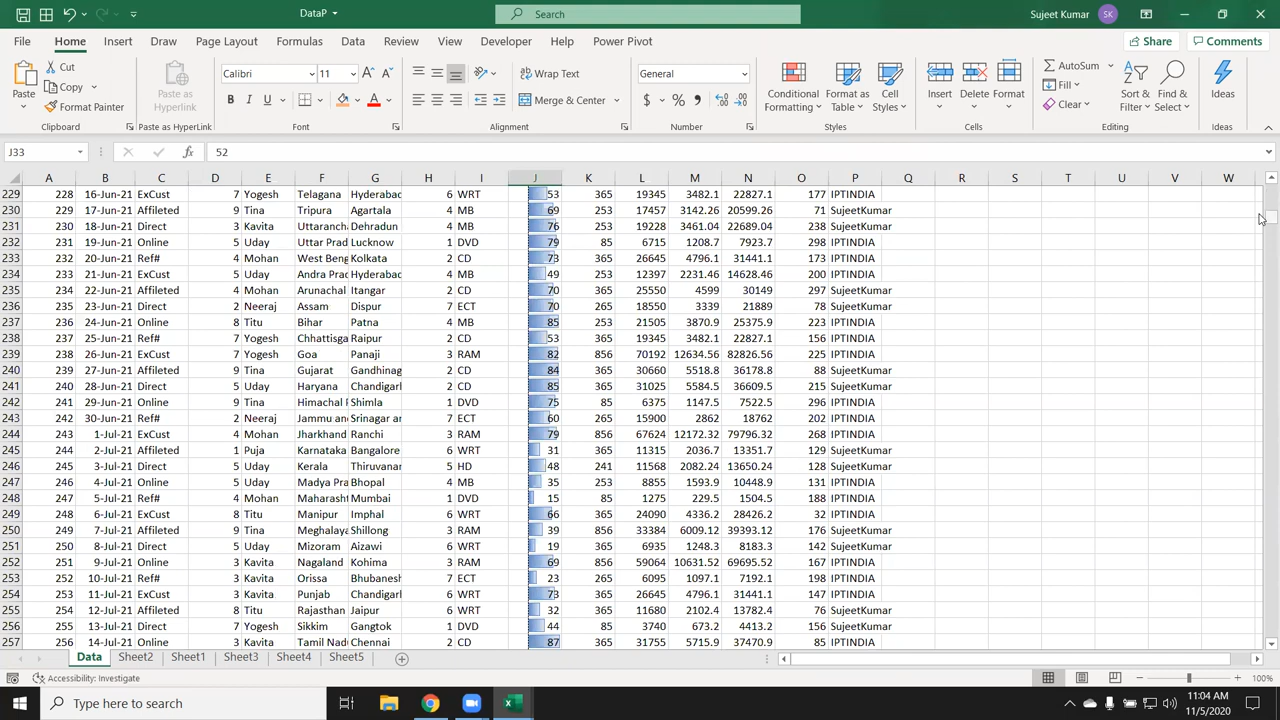 DataP
Search
Sujeet Kumar SK
File Home Insert Draw Page Layout Formulas Data Review View Developer Help Power Pivot Share Comments
Cut
Copy
Format Painter
Paste
Clipboard
Paste as Hyperlink
Paste as HyperLink
Calibri 11
B I U
Font
Wrap Text
Merge & Center
Alignment
General
$ % ,
Number
Conditional Formatting
Format as Table
Cell Styles
Styles
Insert Delete Format
Cells
AutoSum
Fill
Clear
Sort & Filter
Find & Select
Editing
Ideas
Ideas
J33 fx 52
A B C D E F G H I J K L M N O P Q R S T U V W
229 228 16-Jun-21 ExCust 7 Yogesh Telagana Hyderabac 6 WRT 53 365 19345 3482.1 22827.1 177 IPTINDIA
230 229 17-Jun-21 Affileted 9 Tina Tripura Agartala 4 MB 69 253 17457 3142.26 20599.26 71 SujeetKumar
231 230 18-Jun-21 Direct 3 Kavita Uttaranch Dehradun 4 MB 76 253 19228 3461.04 22689.04 238 SujeetKumar
232 231 19-Jun-21 Online 5 Uday Uttar Prad Lucknow 1 DVD 79 85 6715 1208.7 7923.7 298 IPTINDIA
233 232 20-Jun-21 Ref# 4 Mohan West Beng Kolkata 2 CD 73 365 26645 4796.1 31441.1 173 IPTINDIA
234 233 21-Jun-21 ExCust 5 Uday Andra Prad Hyderabac 4 MB 49 253 12397 2231.46 14628.46 200 IPTINDIA
235 234 22-Jun-21 Affileted 4 Mohan Arunachal Itangar 2 CD 70 365 25550 4599 30149 297 IPTINDIA
236 235 23-Jun-21 Direct 2 Neeraj Assam Dispur 7 ECT 70 265 18550 3339 21889 78 SujeetKumar
237 236 24-Jun-21 Online 8 Titu Bihar Patna 4 MB 85 253 21505 3870.9 25375.9 223 IPTINDIA
238 237 25-Jun-21 Ref# 7 Yogesh Chhattisga Raipur 2 CD 53 365 19345 3482.1 22827.1 156 IPTINDIA
239 238 26-Jun-21 ExCust 7 Yogesh Goa Panaji 3 RAM 82 856 70192 12634.56 82826.56 225 IPTINDIA
240 239 27-Jun-21 Affileted 9 Tina Gujarat Gandhinag 2 CD 84 365 30660 5518.8 36178.8 88 SujeetKumar
241 240 28-Jun-21 Direct 5 Uday Haryana Chandigarl 2 CD 85 365 31025 5584.5 36609.5 215 SujeetKumar
242 241 29-Jun-21 Online 9 Tina Himachal Shimla 1 DVD 75 85 6375 1147.5 7522.5 296 IPTINDIA
243 242 30-Jun-21 Ref# 2 Neeraj Jammu an Srinagar ar 7 ECT 60 265 15900 2862 18762 202 IPTINDIA
244 243 1-Jul-21 ExCust 4 Mohan Jharkhand Ranchi 3 RAM 79 856 67624 12172.32 79796.32 268 IPTINDIA
245 244 2-Jul-21 Affileted 1 Puja Karnataka Bangalore 6 WRT 31 365 11315 2036.7 13351.7 129 SujeetKumar
246 245 3-Jul-21 Direct 5 Uday Kerala Thiruvanar 5 HD 48 241 11568 2082.24 13650.24 128 SujeetKumar
247 246 4-Jul-21 Online 5 Uday Madya Pra Bhopal 4 MB 35 253 8855 1593.9 10448.9 131 IPTINDIA
248 247 5-Jul-21 Ref# 4 Mohan Maharasht Mumbai 1 DVD 15 85 1275 229.5 1504.5 188 IPTINDIA
249 248 6-Jul-21 ExCust 8 Titu Manipur Imphal 6 WRT 66 365 24090 4336.2 28426.2 32 IPTINDIA
250 249 7-Jul-21 Affileted 9 Tina Meghalaya Shillong 3 RAM 39 856 33384 6009.12 39393.12 176 SujeetKumar
251 250 8-Jul-21 Direct 5 Uday Mizoram Aizawi 6 WRT 19 365 6935 1248.3 8183.3 142 SujeetKumar
252 251 9-Jul-21 Online 3 Kavita Nagaland Kohima 3 RAM 69 856 59064 10631.52 69695.52 167 IPTINDIA
253 252 10-Jul-21 Ref# 3 Kavita Orissa Bhubanesh 7 ECT 23 265 6095 1097.1 7192.1 198 IPTINDIA
254 253 11-Jul-21 ExCust 3 Kavita Punjab Chandigarl 6 WRT 73 365 26645 4796.1 31441.1 147 IPTINDIA
255 254 12-Jul-21 Affileted 8 Titu Rajasthan Jaipur 6 WRT 32 365 11680 2102.4 13782.4 76 SujeetKumar
256 255 13-Jul-21 Direct 7 Yogesh Sikkim Gangtok 1 DVD 44 85 3740 673.2 4413.2 156 SujeetKumar
257 256 14-Jul-21 Online 3 Kavita Tamil Nad Chennai 2 CD 87 365 31755 5715.9 37470.9 85 IPTINDIA
Data Sheet2 Sheet1 Sheet3 Sheet4 Sheet5
Accessibility: Investigate
100%
Type here to search
11:04 AM
11/5/2020